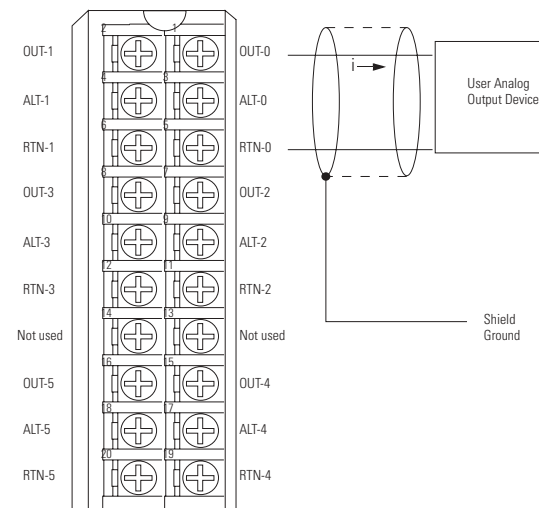 2 1
OUT-1 OUT-0
i
User Analog
Output Device
4 3
ALT-1 ALT-0
6 5
RTN-1 RTN-0
8 7
OUT-3 OUT-2
10 9
ALT-3 ALT-2
12 11
RTN-3 RTN-2
14 13
Not used Not used
Shield
Ground
16 15
OUT-5 OUT-4
18 17
ALT-5 ALT-4
20 19
RTN-5 RTN-4